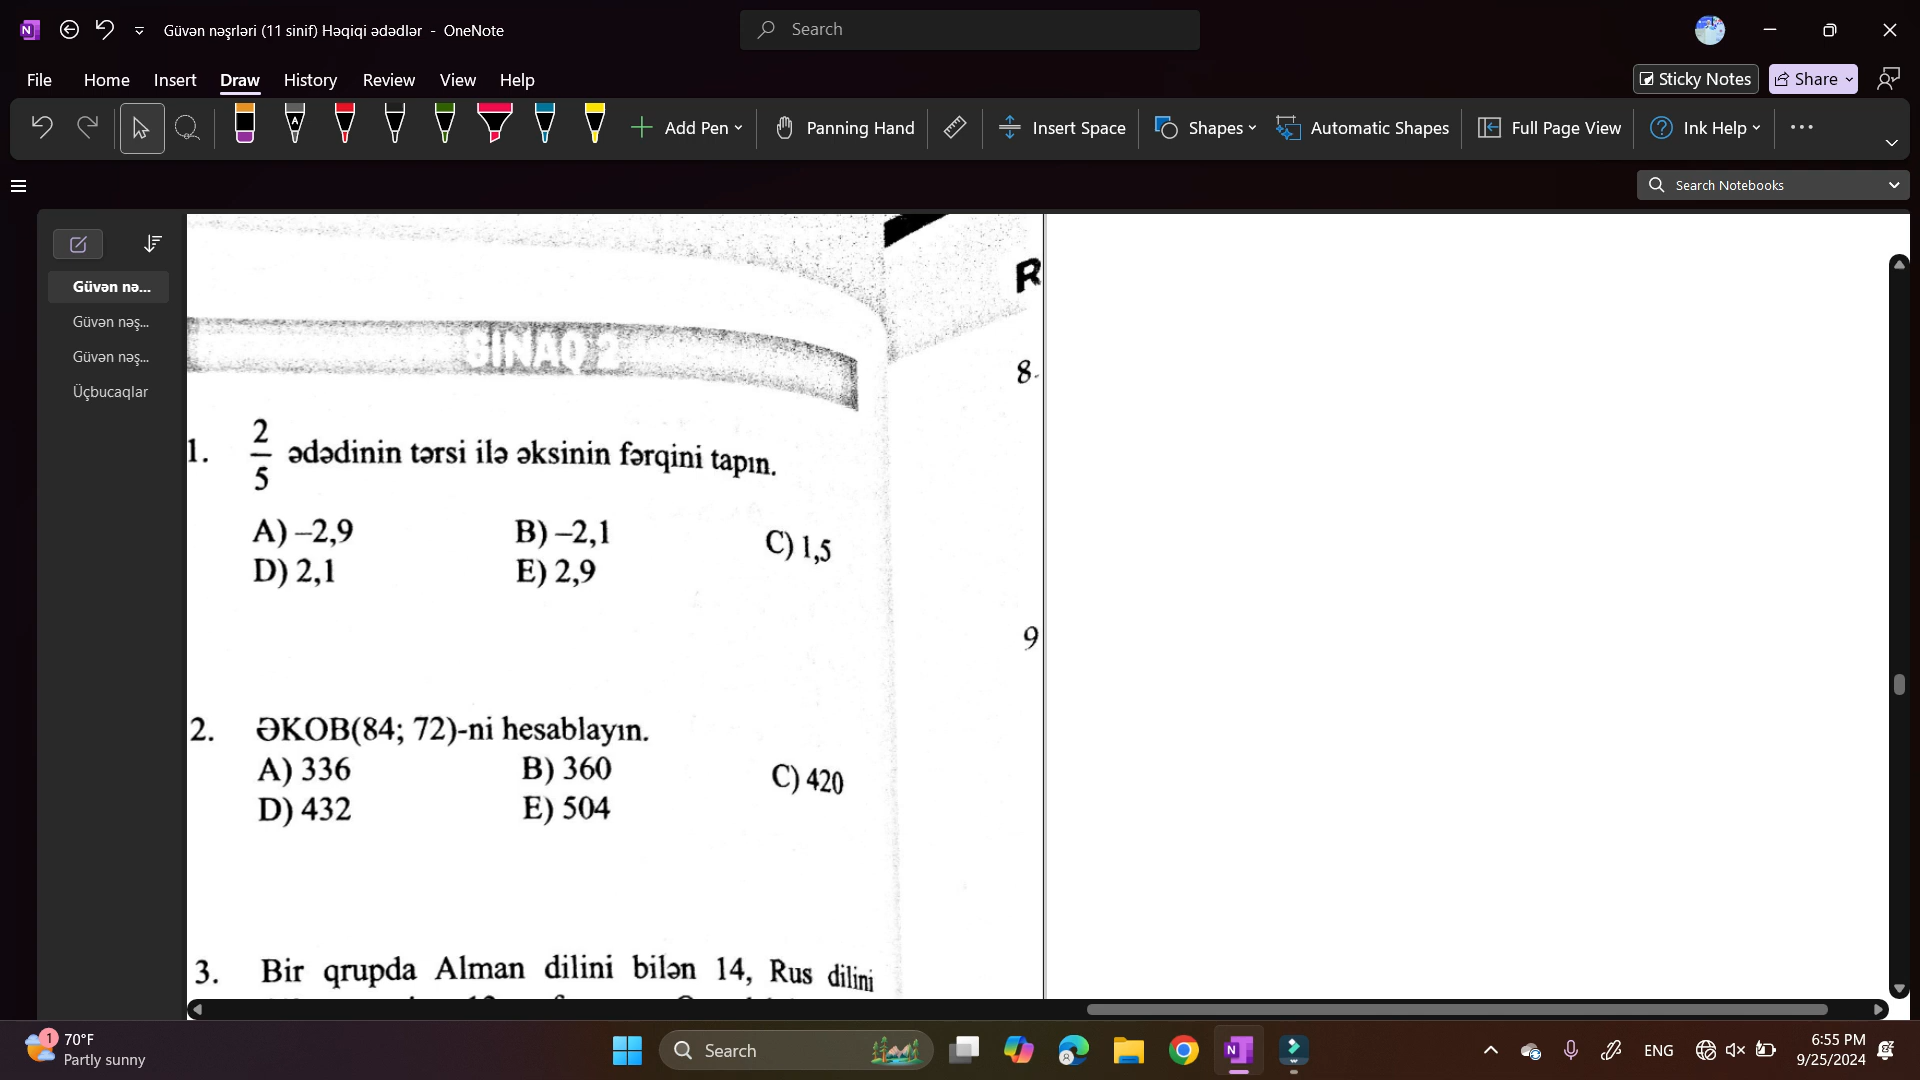 Güvən nəşrləri (11 sinif) Həqiqi ədədlər - OneNote
Search
File Home Insert Draw History Review View Help
Sticky Notes Share
Add Pen Panning Hand Insert Space Shapes Automatic Shapes Full Page View Ink Help
Search Notebooks
Güvən nə...
Güvən nəş...
Güvən nəş...
Üçbucaqlar
R
SINAQ 2
8.
1. 2/5 ədədinin tərsi ilə əksinin fərqini tapın.
A) –2,9 B) –2,1 C) 1,5
D) 2,1 E) 2,9
9
2. ƏKOB(84; 72)-ni hesablayın.
A) 336 B) 360 C) 420
D) 432 E) 504
3. Bir qrupda Alman dilini bilən 14, Rus dilini
1
70°F
Partly sunny
Search
ENG
6:55 PM
9/25/2024